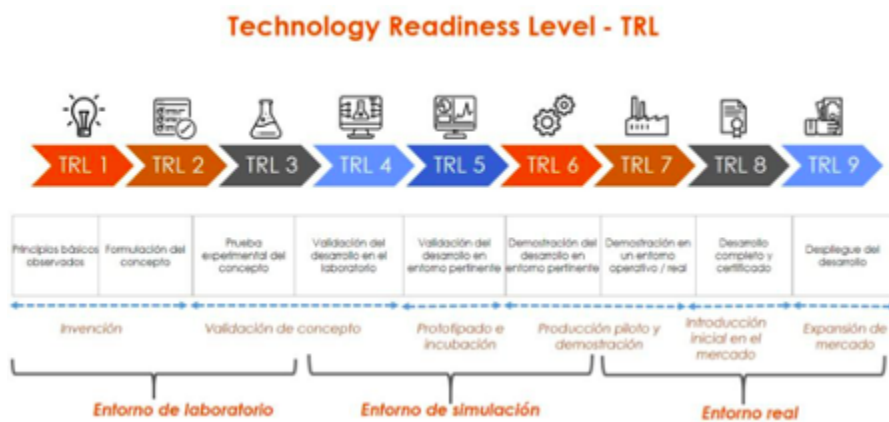 Technology Readiness Level - TRL
TRL 1
TRL 2
TRL 3
TRL 4
TRL 5
TRL 6
TRL 7
TRL 8
TRL 9
Principios básicos
observados
Formulación del
concepto
Prueba
experimental del
concepto
Validación del
desarrollo en el
laboratorio
Validación del
desarrollo en
entorno pertinente
Demostración del
desarrollo en
entorno pertinente
Demostración en
un entorno
operativo / real
Desarrollo
completo y
certificado
Despliegue del
desarrollo
Invención
Validación de concepto
Prototipado e
incubación
Producción piloto y
demostración
Introducción
inicial en el
mercado
Expansión de
mercado
Entorno de laboratorio
Entorno de simulación
Entorno real